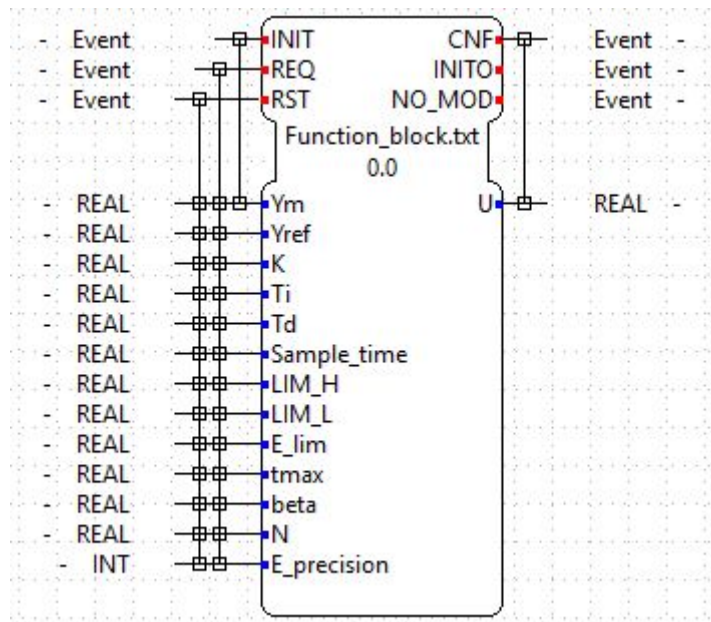 - Event INIT CNF Event -
- Event REQ INITO Event -
- Event RST NO_MOD Event -
Function_block.txt
0.0
- REAL Ym U REAL -
- REAL Yref
- REAL K
- REAL Ti
- REAL Td
- REAL Sample_time
- REAL LIM_H
- REAL LIM_L
- REAL E_lim
- REAL tmax
- REAL beta
- REAL N
- INT E_precision